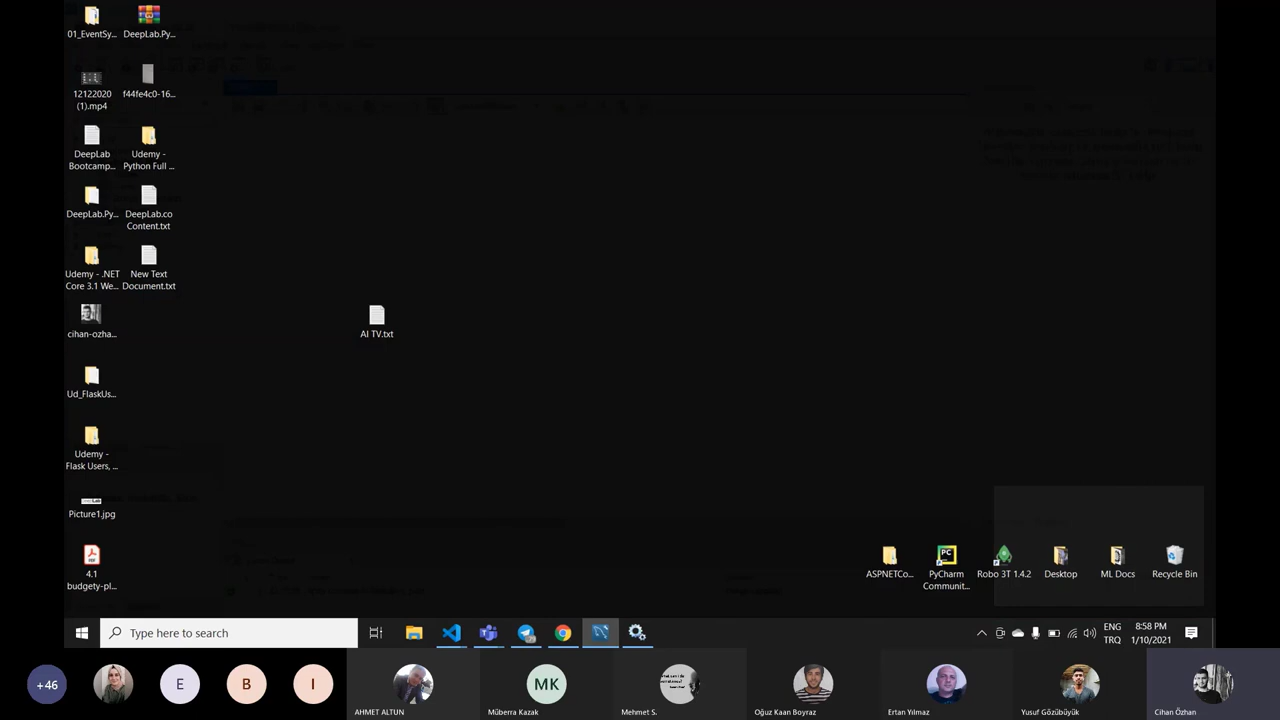 01_EventSy...
DeepLab.Py...
12122020
(1).mp4
f44fe4c0-16...
DeepLab
Bootcamp...
Udemy -
Python Full ...
DeepLab.Py...
DeepLab.co
Content.txt
Udemy - .NET
Core 3.1 We...
New Text
Document.txt
cihan-ozha...
AI TV.txt
Ud_FlaskUs...
Udemy -
Flask Users, ...
Picture1.jpg
4.1
budgety-pl...
ASPNETCo...
PyCharm
Communit...
Robo 3T 1.4.2
Desktop
ML Docs
Recycle Bin
Type here to search
ENG
TRQ
8:58 PM
1/10/2021
+46
E
B
I
AHMET ALTUN
MK
Müberra Kazak
Mehmet S.
Oğuz Kaan Boyraz
Ertan Yılmaz
Yusuf Gözübüyük
Cihan Özhan